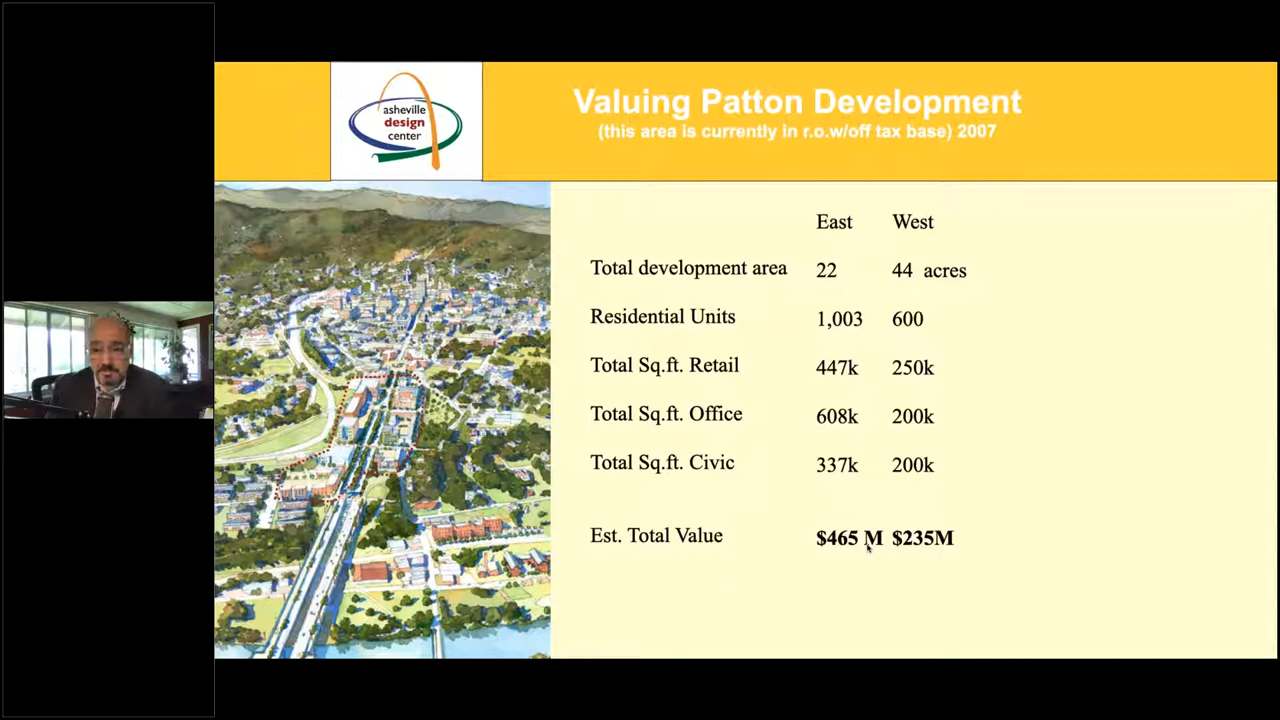 asheville
design
center
Valuing Patton Development
(this area is currently in r.o.w/off tax base) 2007
East West
Total development area 22 44 acres
Residential Units 1,003 600
Total Sq.ft. Retail 447k 250k
Total Sq.ft. Office 608k 200k
Total Sq.ft. Civic 337k 200k
Est. Total Value $465 M $235M